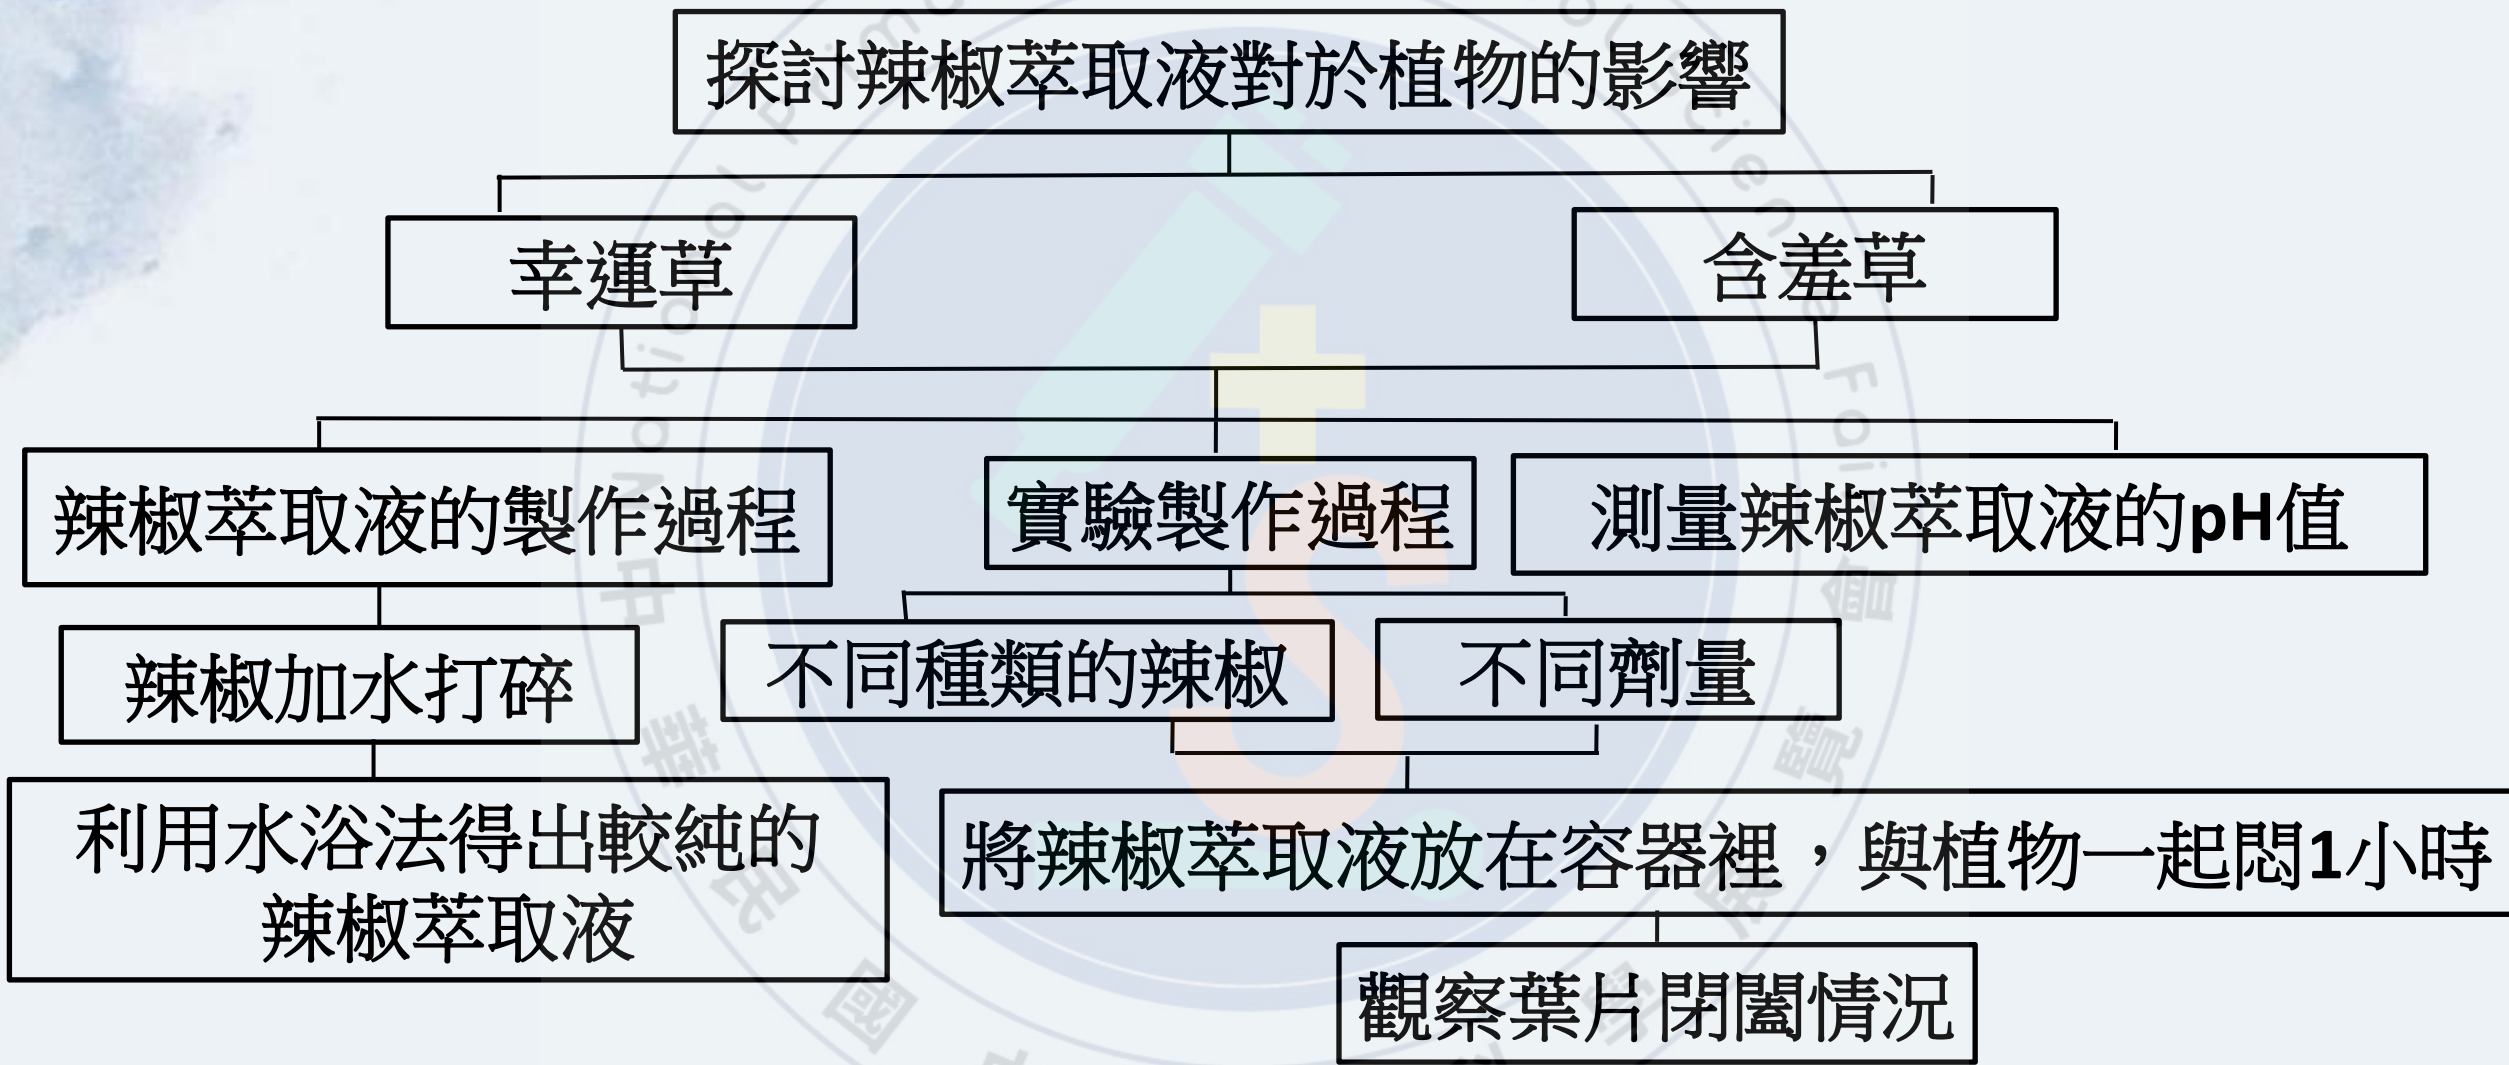 探討辣椒萃取液對於植物的影響
幸運草
含羞草
辣椒萃取液的製作過程
實驗製作過程
測量辣椒萃取液的pH值
辣椒加水打碎
不同種類的辣椒
不同劑量
利用水浴法得出較純的
辣椒萃取液
將辣椒萃取液放在容器裡，與植物一起悶1小時
觀察葉片閉闔情況